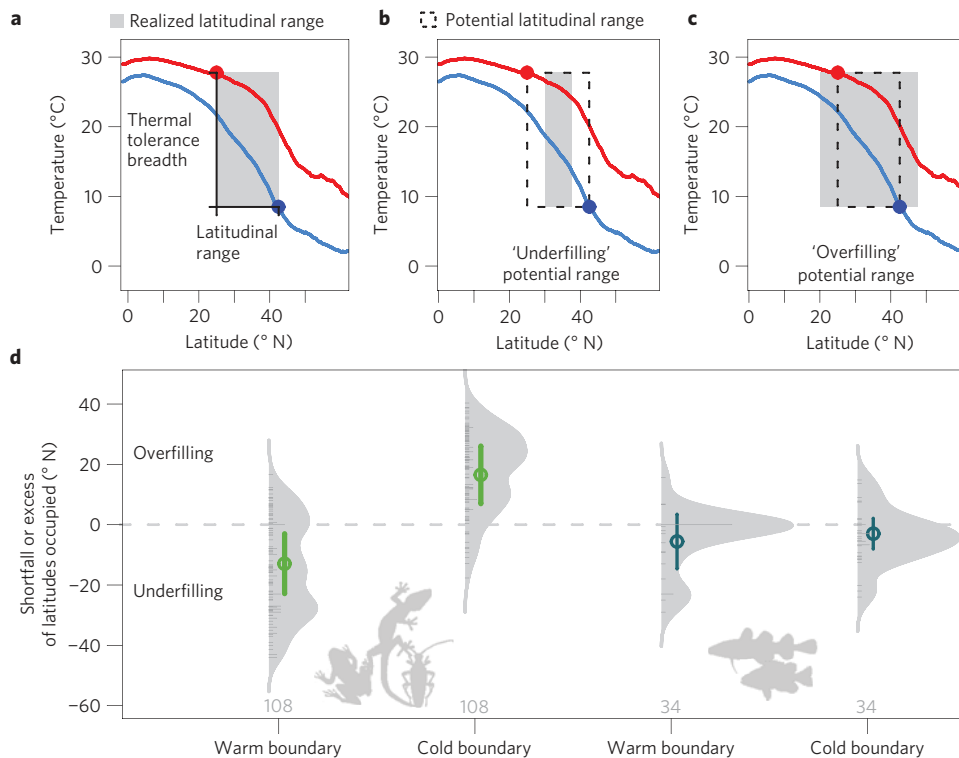 a
Realized latitudinal range
b
Potential latitudinal range
c
30
20
10
0
Temperature (°C)
Thermal
tolerance
breadth
Latitudinal
range
0
20
40
Latitude (° N)
30
20
10
0
Temperature (°C)
'Underfilling'
potential range
0
20
40
Latitude (° N)
30
20
10
0
Temperature (°C)
'Overfilling'
potential range
0
20
40
Latitude (° N)
d
Shortfall or excess
of latitudes occupied (° N)
40
20
0
−20
−40
−60
Overfilling
Underfilling
108
108
34
34
Warm boundary
Cold boundary
Warm boundary
Cold boundary